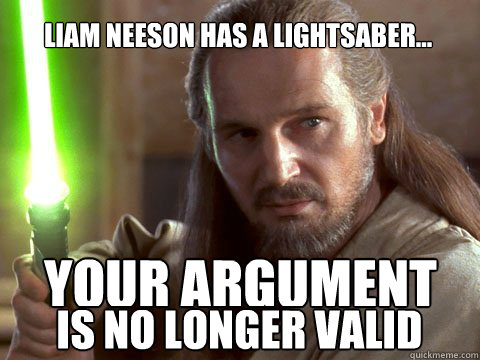 LIAM NEESON HAS A LIGHTSABER...
YOUR ARGUMENT
IS NO LONGER VALID
quickmeme.com